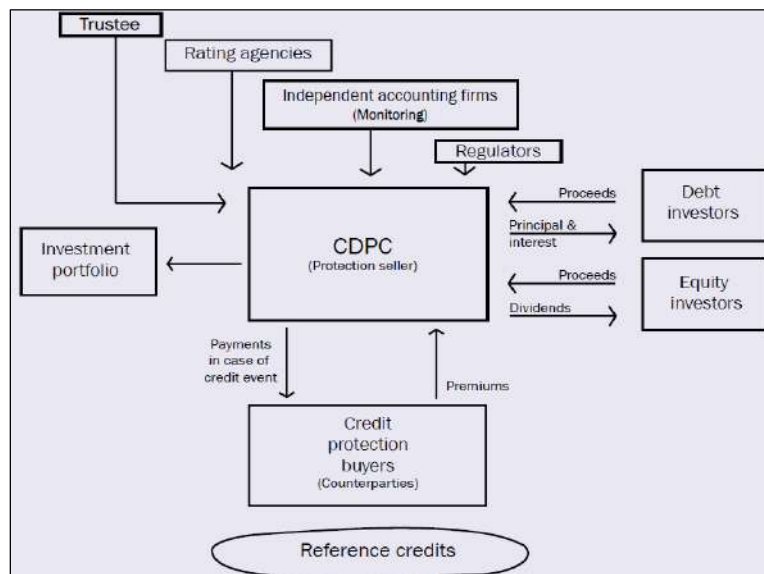 Trustee
Rating agencies
Independent accounting firms
(Monitoring)
Regulators
CDPC
(Protection seller)
Investment
portfolio
Proceeds
Principal &
interest
Debt
investors
Proceeds
Dividends
Equity
investors
Payments
in case of
credit event
Premiums
Credit
protection
buyers
(Counterparties)
Reference credits